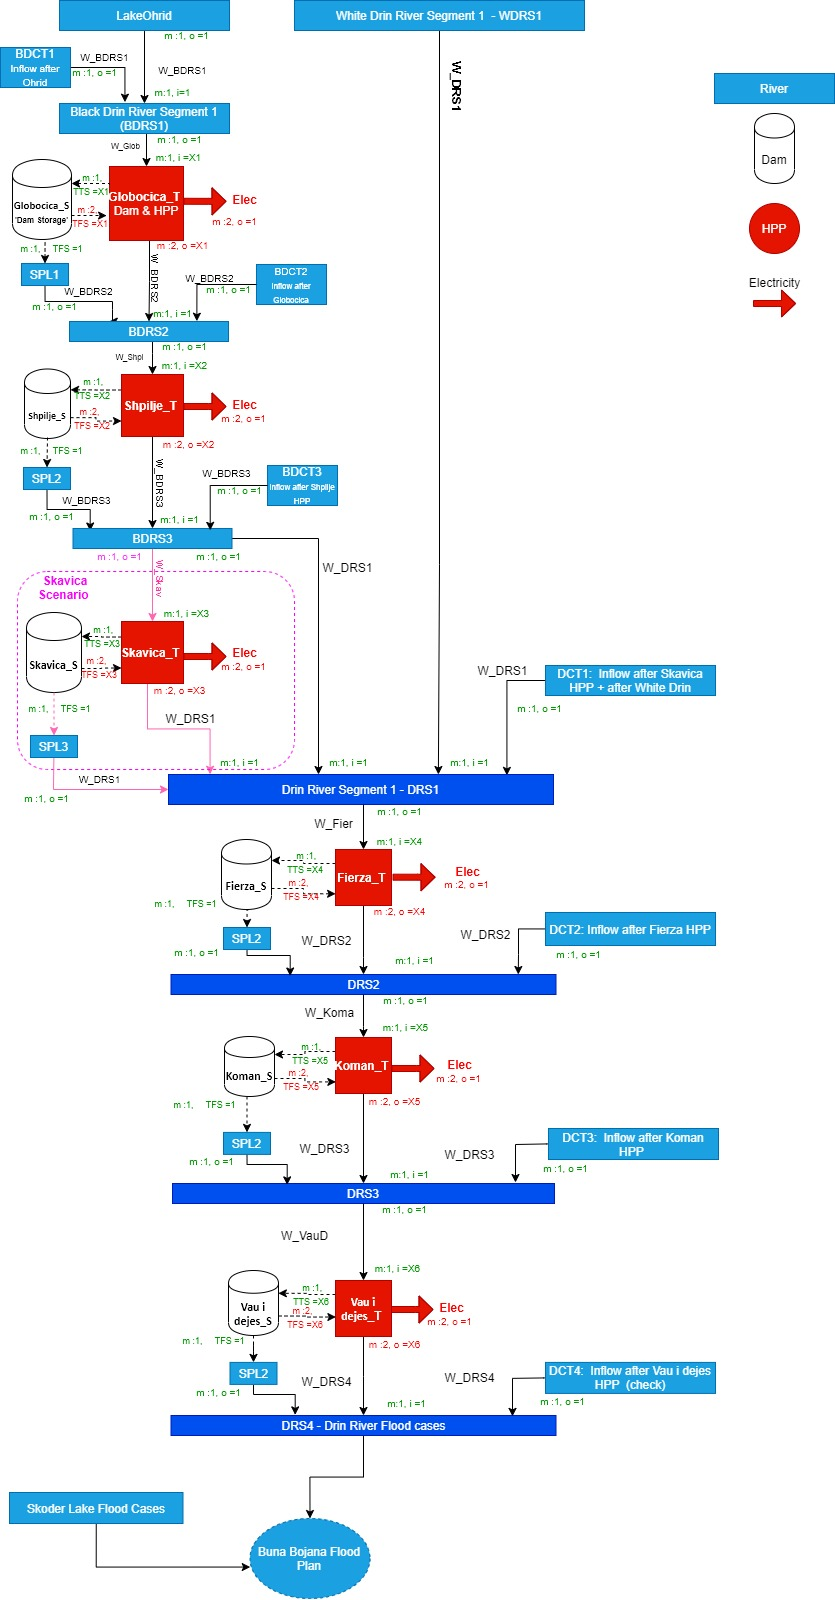 LakeOhrid
White Drin River Segment 1 - WDRS1
m :1, o =1
BDCT1
Inflow after
Ohrid
W_BDRS1
m :1, o =1
W_BDRS1
W_DRS1
m:1, i=1
River
Black Drin River Segment 1
(BDRS1)
m :1, o =1
W_Glob
m:1, i =X1
Dam
m:1,
TTS =X1
Globocica_T
Dam & HPP
Elec
m :2, o =1
Globocica_S
'Dam Storage'
m :2,
TFS =X1
HPP
m :1, TFS =1
m :2, o =X1
SPL1
W_BDRS2
W_BDRS2
m :1, o =1
W_BDRS2
m :1, o =1
BDCT2
Inflow after
Globocica
Electricity
m:1, i =1
BDRS2
m :1, o =1
W_Shpl
m:1, i =X2
m :1,
TTS=X2
Shpilje_T
Elec
m :2, o =1
Shpilje_S
m :2,
TFS =X2
m :1, TFS =1
m :2, o =X2
SPL2
W_BDRS3
m :1, o =1
W_BDRS3
W_BDRS3
m :1, o =1
BDCT3
Inflow after Shpilje
HPP
m:1, i =1
BDRS3
m :1, o =1
m :1, o =1
W_Skav
W_DRS1
Skavica
Scenario
m:1, i =X3
m :1,
TTS =X3
Skavica_T
Elec
m :2, o =1
Skavica_S
m :2,
TFS =X3
m :2, o =X3
m :1, TFS =1
W_DRS1
W_DRS1
DCT1: Inflow after Skavica
HPP + after White Drin
m :1, o =1
SPL3
m:1, i =1
m:1, i =1
m:1, i =1
W_DRS1
m :1, o =1
Drin River Segment 1 - DRS1
m :1, o =1
W_Fier
m:1, i =X4
m :1,
TTS =X4
Fierza_T
Elec
m :2, o =1
Fierza_S
m :2,
TFS =X4
m :1, TFS =1
m :2, o =X4
SPL2
m :1, o =1
W_DRS2
W_DRS2
DCT2: Inflow after Fierza HPP
m :1, o =1
m:1, i =1
DRS2
m :1, o =1
W_Koma
m:1, i =X5
m :1,
TTS =X5
Koman_T
Elec
m :2, o =1
Koman_S
m :2,
TFS =X5
m :1, TFS =1
m :2, o =X5
SPL2
m :1, o =1
W_DRS3
W_DRS3
DCT3: Inflow after Koman
HPP
m :1, o =1
m:1, i =1
DRS3
m :1, o =1
W_VauD
m:1, i =X6
m :1,
TTS =X6
Vau i
dejes_T
Elec
m :2, o =1
Vau i
dejes_S
m :2,
TFS =X6
m :1, TFS =1
m :2, o =X6
SPL2
m :1, o =1
W_DRS4
W_DRS4
DCT4: Inflow after Vau i dejes
HPP (check)
m :1, o =1
m:1, i =1
DRS4 - Drin River Flood cases
Skoder Lake Flood Cases
Buna Bojana Flood
Plan